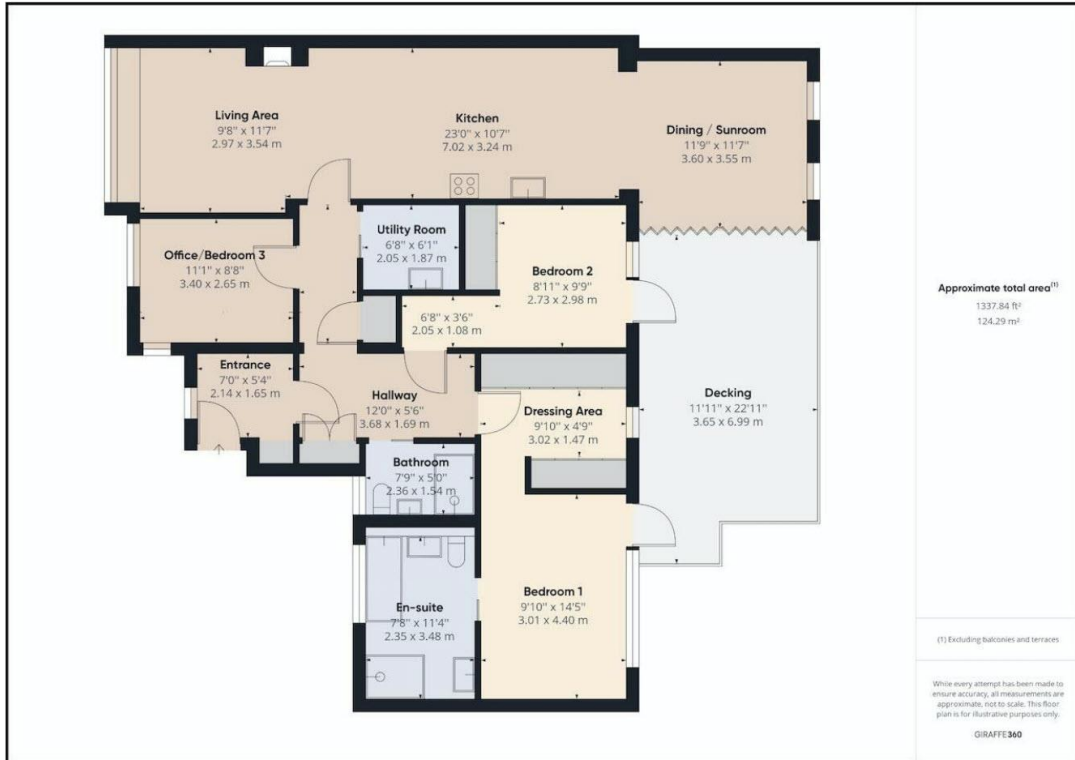 Living Area
9'8" x 11'7"
2.97 x 3.54 m
Kitchen
23'0" x 10'7"
7.02 x 3.24 m
Dining / Sunroom
11'9" x 11'7"
3.60 x 3.55 m
Office/Bedroom 3
11'1" x 8'8"
3.40 x 2.65 m
Utility Room
6'8" x 6'1"
2.05 x 1.87 m
Bedroom 2
8'11" x 9'9"
2.73 x 2.98 m
6'8" x 3'6"
2.05 x 1.08 m
Entrance
7'0" x 5'4"
2.14 x 1.65 m
Hallway
12'0" x 5'6"
3.68 x 1.69 m
Dressing Area
9'10" x 4'9"
3.02 x 1.47 m
Decking
11'11" x 22'11"
3.65 x 6.99 m
Bathroom
7'9" x 5'0"
2.36 x 1.54 m
En-suite
7'8" x 11'4"
2.35 x 3.48 m
Bedroom 1
9'10" x 14'5"
3.01 x 4.40 m
Approximate total area(1)
1337.84 ft²
124.29 m²
(1) Excluding balconies and terraces
While every attempt has been made to
ensure accuracy, all measurements are
approximate, not to scale. This floor
plan is for illustrative purposes only.
GIRAFFE360